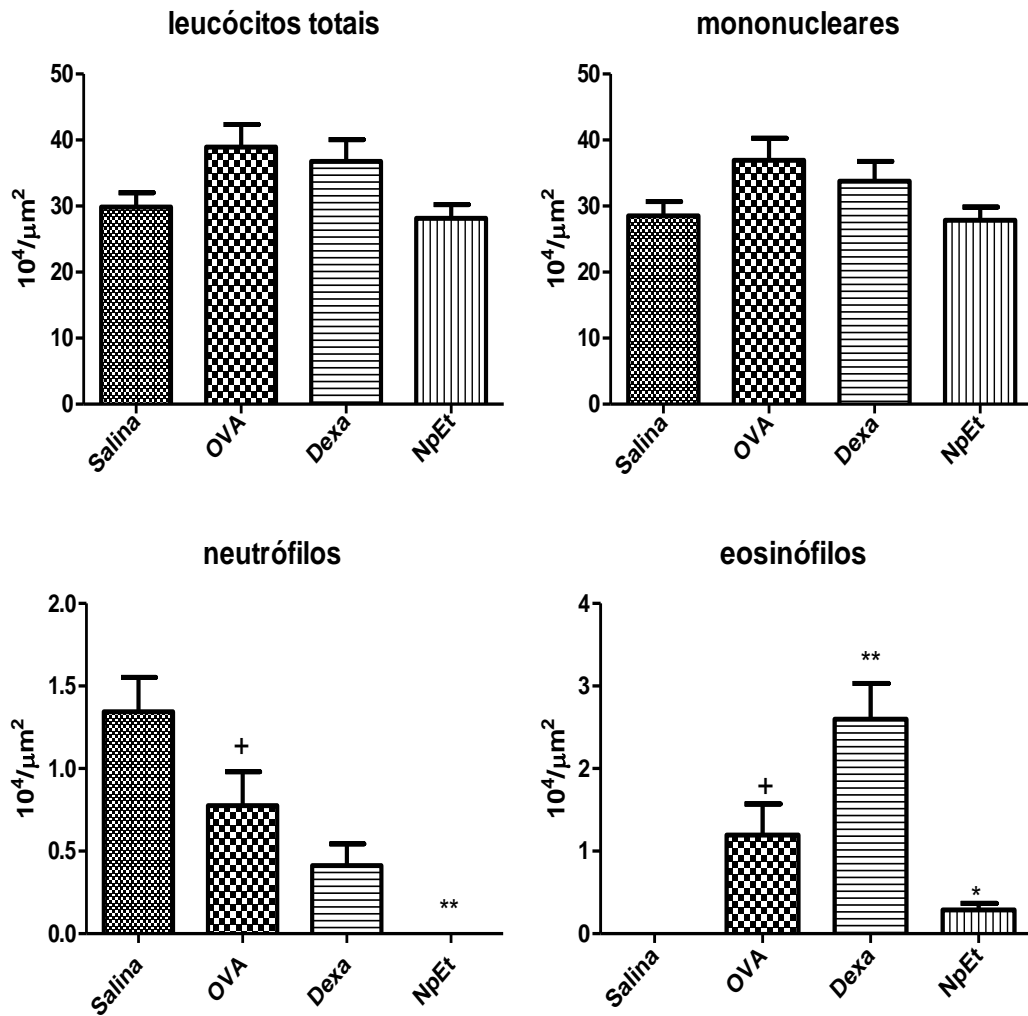 leucócitos totais
50
40
30
20
10
0
10⁴/μm²
Salina
OVA
Dexa
NpEt
mononucleares
50
40
30
20
10
0
10⁴/μm²
Salina
OVA
Dexa
NpEt
neutrófilos
2.0
1.5
1.0
0.5
0.0
10⁴/μm²
+
**
Salina
OVA
Dexa
NpEt
eosinófilos
4
3
2
1
0
10⁴/μm²
+
**
*
Salina
OVA
Dexa
NpEt